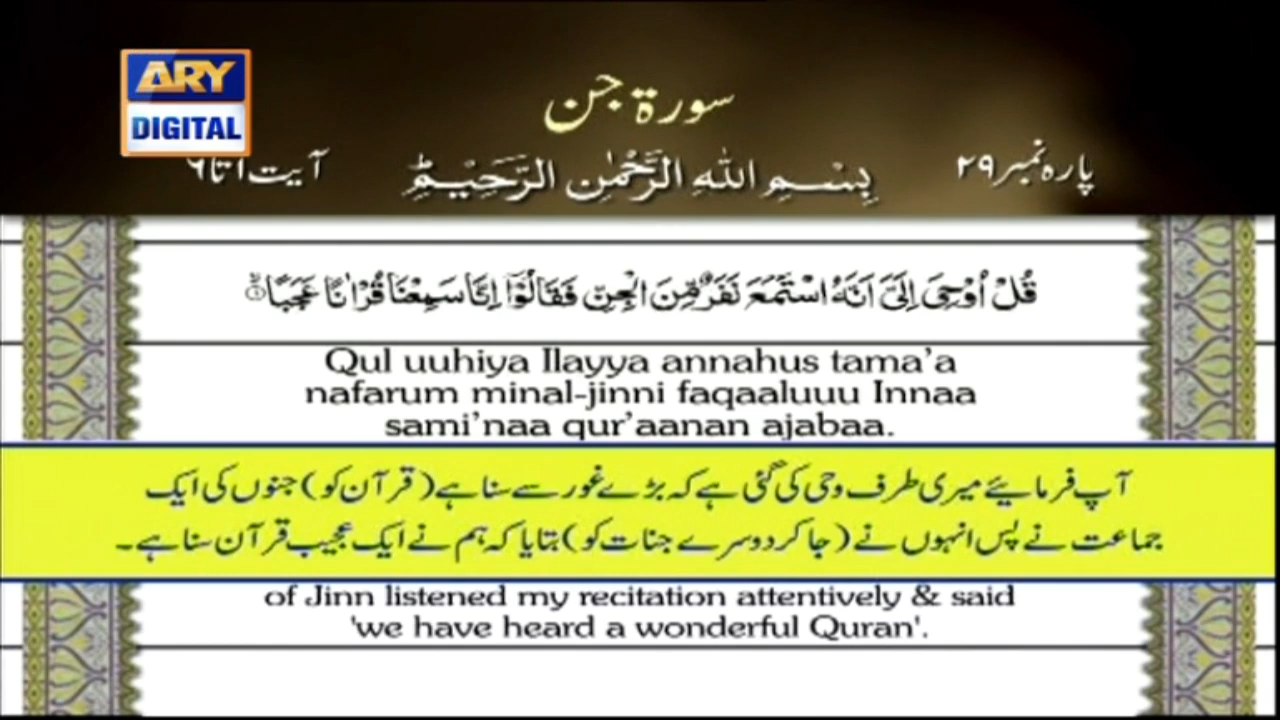 ARY
DIGITAL
سورۃ جن
پارہ نمبر ۲۹
بِسْمِ اللهِ الرَّحْمٰنِ الرَّحِيْمِ
آیت ۱ تا ۶
قُلْ اُوْحِيَ اِلَيَّ اَنَّهُ اسْتَمَعَ نَفَرٌ مِّنَ الْجِنِّ فَقَالُوْۤا اِنَّا سَمِعْنَا قُرْاٰنًا عَجَبًا ۙ﴿۱﴾
Qul uuhiya Ilayya annahus tama’a
nafarum minal-jinni faqaaluuu Innaa
sami’naa qur’aanan ajabaa.
آپ فرمایئے میری طرف وحی کی گئی ہے کہ بڑے غور سے سنا ہے ( قرآن کو ) جنوں کی ایک
جماعت نے پس انہوں نے ( جا کر دوسرے جنات کو ) بتایا کہ ہم نے ایک عجیب قرآن سنا ہے ۔
of Jinn listened my recitation attentively & said
'we have heard a wonderful Quran'.